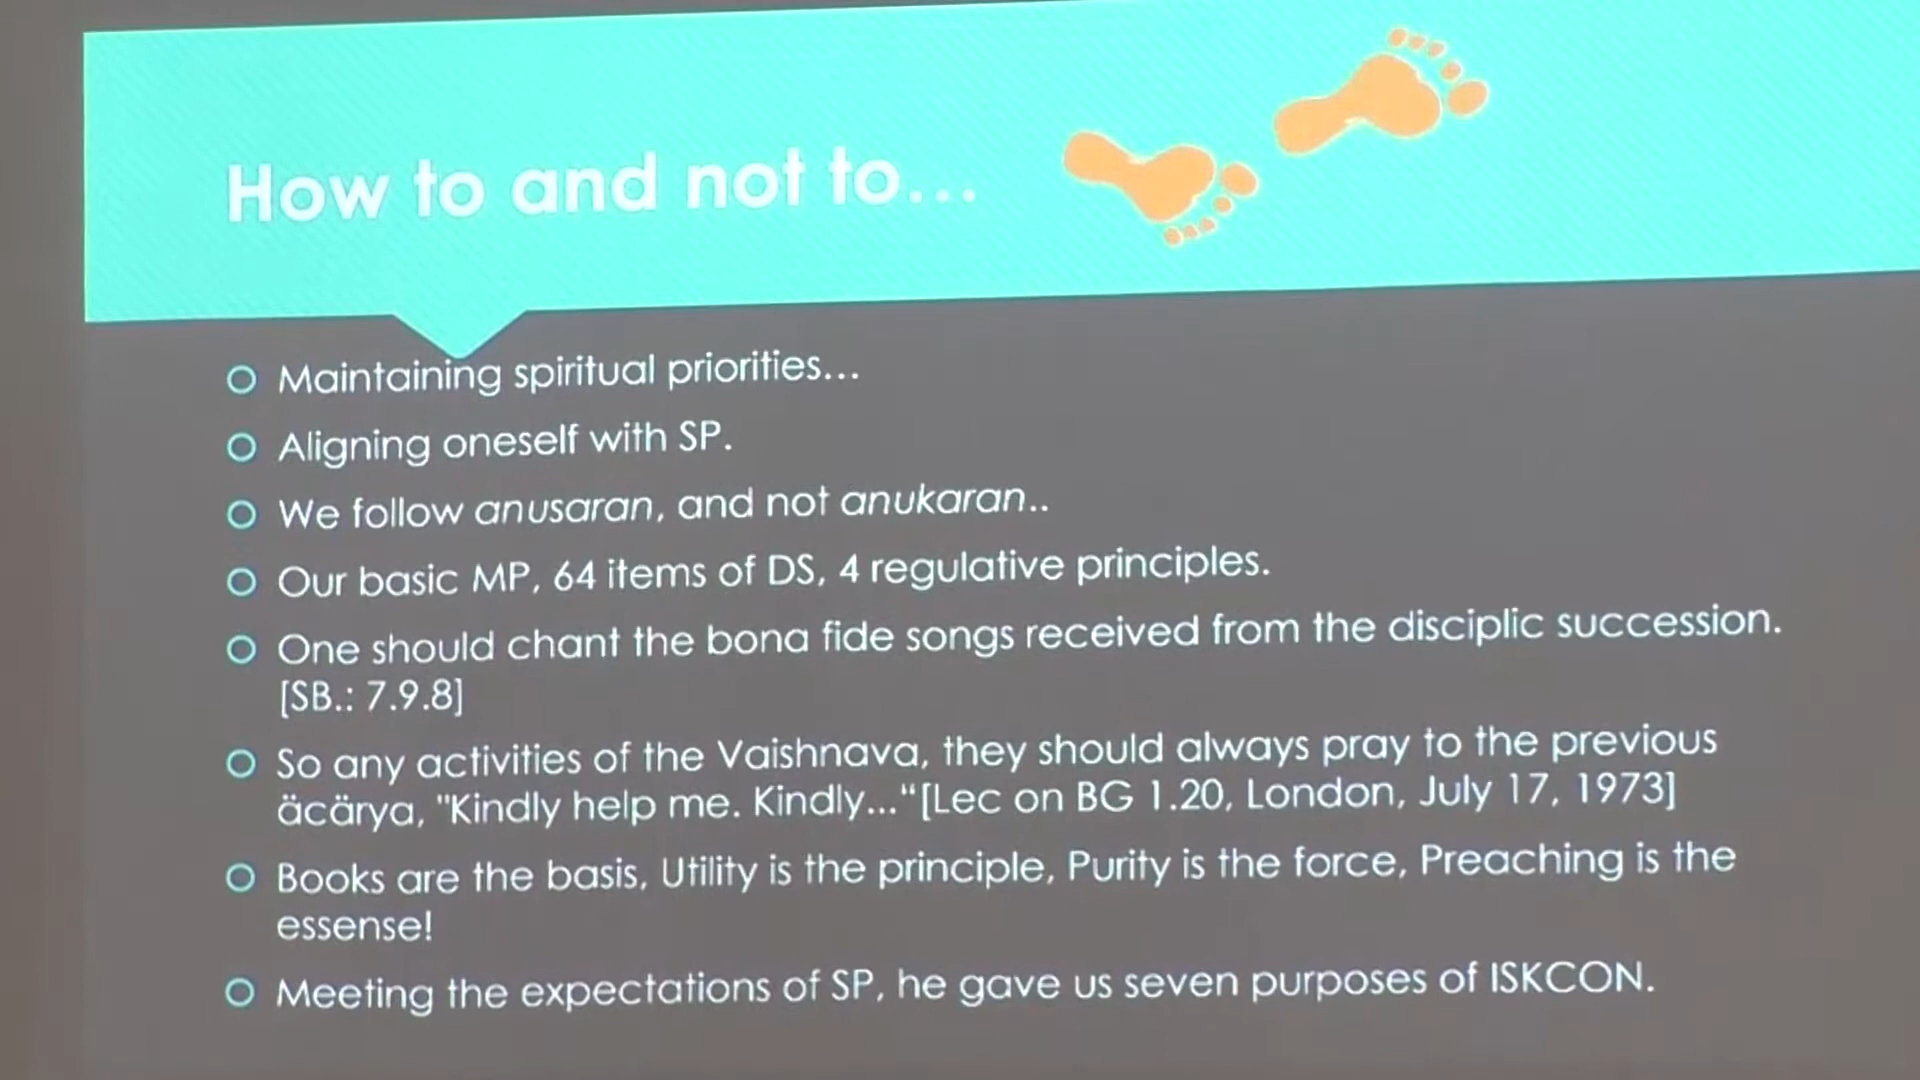 How to and not to...
Maintaining spiritual priorities...
Aligning oneself with SP.
We follow anusaran, and not anukaran..
Our basic MP, 64 items of DS, 4 regulative principles.
One should chant the bona fide songs received from the disciplic succession.
[SB.: 7.9.8]
So any activities of the Vaishnava, they should always pray to the previous
äcärya, "Kindly help me. Kindly..."[Lec on BG 1.20, London, July 17, 1973]
Books are the basis, Utility is the principle, Purity is the force, Preaching is the
essense!
Meeting the expectations of SP, he gave us seven purposes of ISKCON.